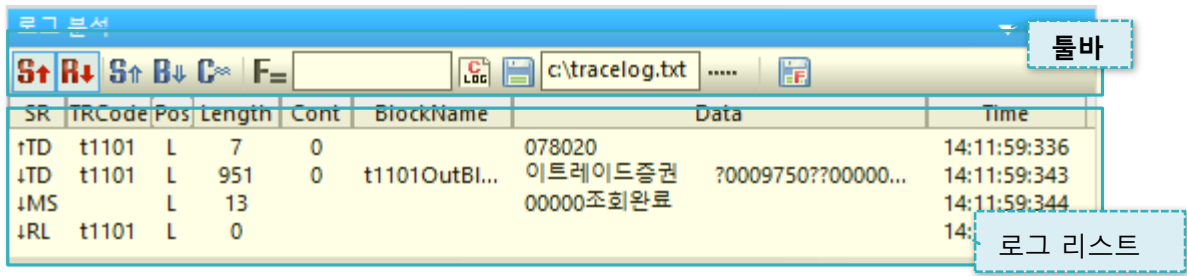 로그 분석
툴바
S R S B C F= C LOG c:\tracelog.txt ····· F
SR TRCode Pos Length Cont BlockName Data Time
↑TD t1101 L 7 0 078020 14:11:59:336
↓TD t1101 L 951 0 t1101OutBl... 이트레이드증권 ?0009750??00000... 14:11:59:343
↓MS L 13 00000조회완료 14:11:59:344
↓RL t1101 L 0 14:
로그 리스트